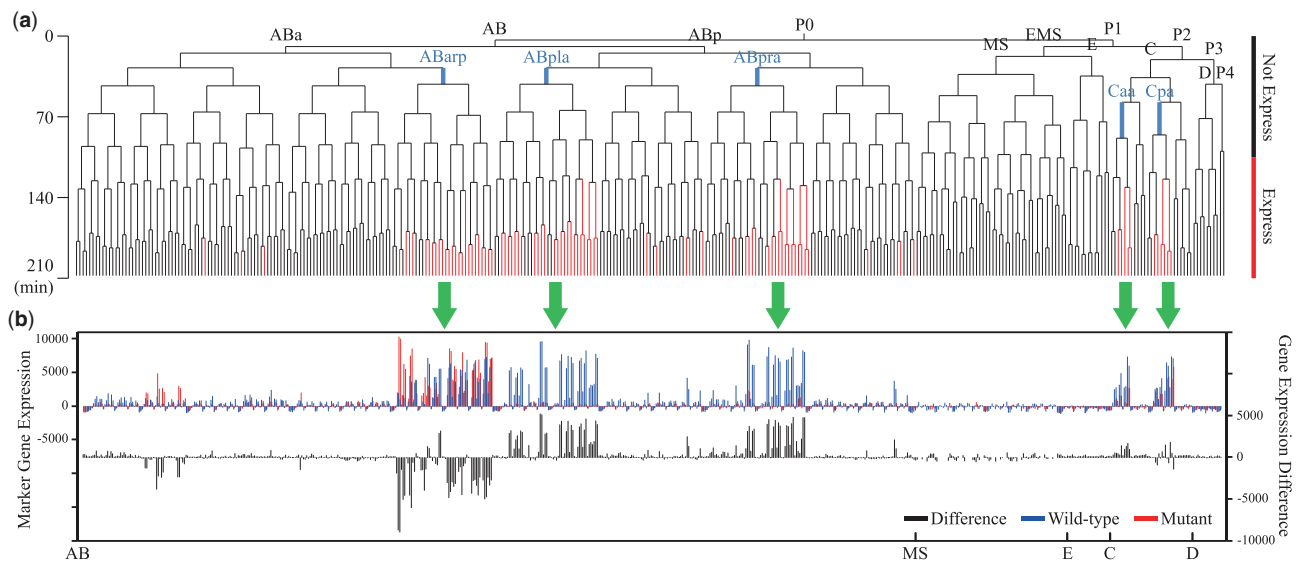 (a)
0
70
140
210
(min)
P0
AB
P1
ABa
ABp
EMS
P2
MS
E
C
P3
D
P4
ABarp
ABpla
ABpra
Caa
Cpa
Not Express
Express
(b)
Marker Gene Expression
10000
5000
0
-5000
Gene Expression Difference
5000
0
-5000
-10000
Difference
Wild-type
Mutant
AB
MS
E
C
D